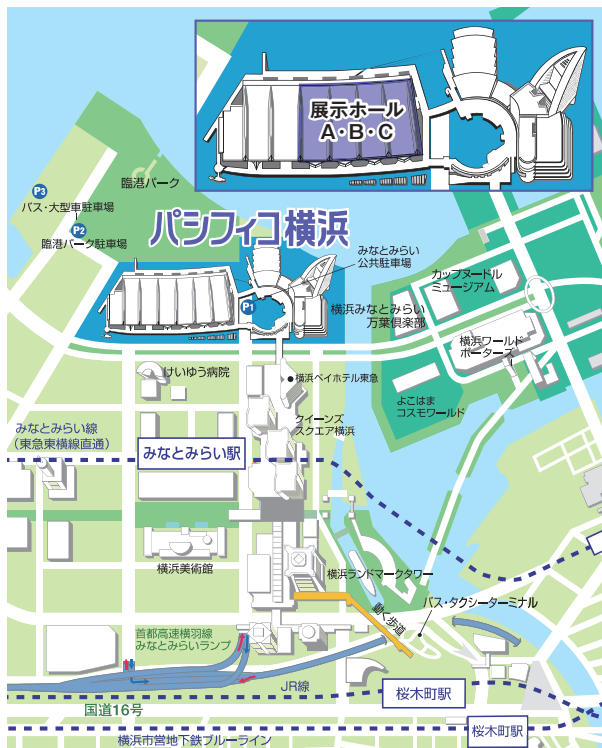 展示ホール
A・B・C
P3
バス・大型車駐車場
P2
臨港パーク駐車場
臨港パーク
パシフィコ横浜
P1
みなとみらい
公共駐車場
カップヌードル
ミュージアム
横浜みなとみらい
万葉倶楽部
横浜ワールド
ポーターズ
けいゆう病院
横浜ベイホテル東急
よこはま
コスモワールド
クイーンズ
スクエア横浜
みなとみらい線
（東急東横線直通）
みなとみらい駅
横浜美術館
横浜ランドマークタワー
動く歩道
バス・タクシーターミナル
首都高速横羽線
みなとみらいランプ
JR線
桜木町駅
国道16号
桜木町駅
横浜市営地下鉄ブルーライン